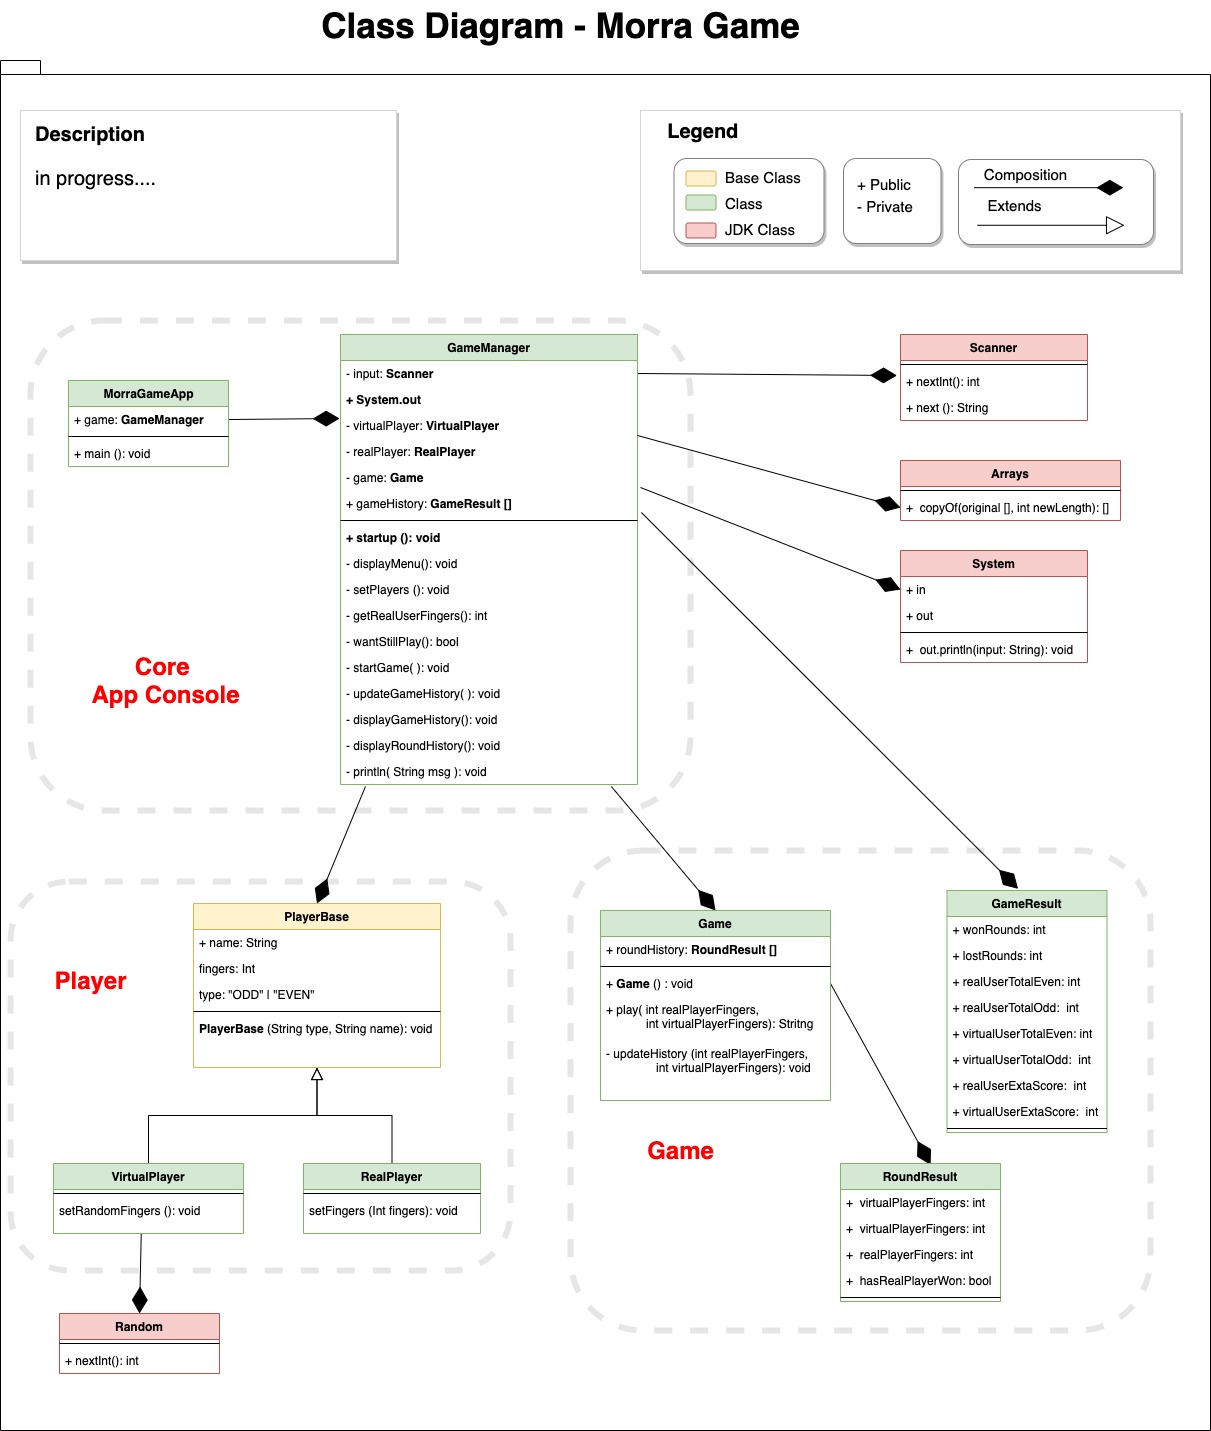 Class Diagram - Morra Game
Description
in progress....
Legend
Base Class
Class
JDK Class
+ Public
- Private
Composition
Extends
MorraGameApp
+ game: GameManager
+ main (): void
GameManager
- input: Scanner
+ System.out
- virtualPlayer: VirtualPlayer
- realPlayer: RealPlayer
- game: Game
+ gameHistory: GameResult []
+ startup (): void
- displayMenu(): void
- setPlayers (): void
- getRealUserFingers(): int
- wantStillPlay(): bool
- startGame( ): void
- updateGameHistory( ): void
- displayGameHistory(): void
- displayRoundHistory(): void
- println( String msg ): void
Scanner
+ nextInt(): int
+ next (): String
Arrays
+ copyOf(original [], int newLength): []
System
+ in
+ out
+ out.println(input: String): void
Core
App Console
Player
PlayerBase
+ name: String
fingers: Int
type: "ODD" | "EVEN"
PlayerBase (String type, String name): void
VirtualPlayer
setRandomFingers (): void
RealPlayer
setFingers (Int fingers): void
Random
+ nextInt(): int
Game
+ roundHistory: RoundResult []
+ Game () : void
+ play( int realPlayerFingers,
int virtualPlayerFingers): Stritng
- updateHistory (int realPlayerFingers,
int virtualPlayerFingers): void
GameResult
+ wonRounds: int
+ lostRounds: int
+ realUserTotalEven: int
+ realUserTotalOdd: int
+ virtualUserTotalEven: int
+ virtualUserTotalOdd: int
+ realUserExtaScore: int
+ virtualUserExtaScore: int
Game
RoundResult
+ virtualPlayerFingers: int
+ virtualPlayerFingers: int
+ realPlayerFingers: int
+ hasRealPlayerWon: bool